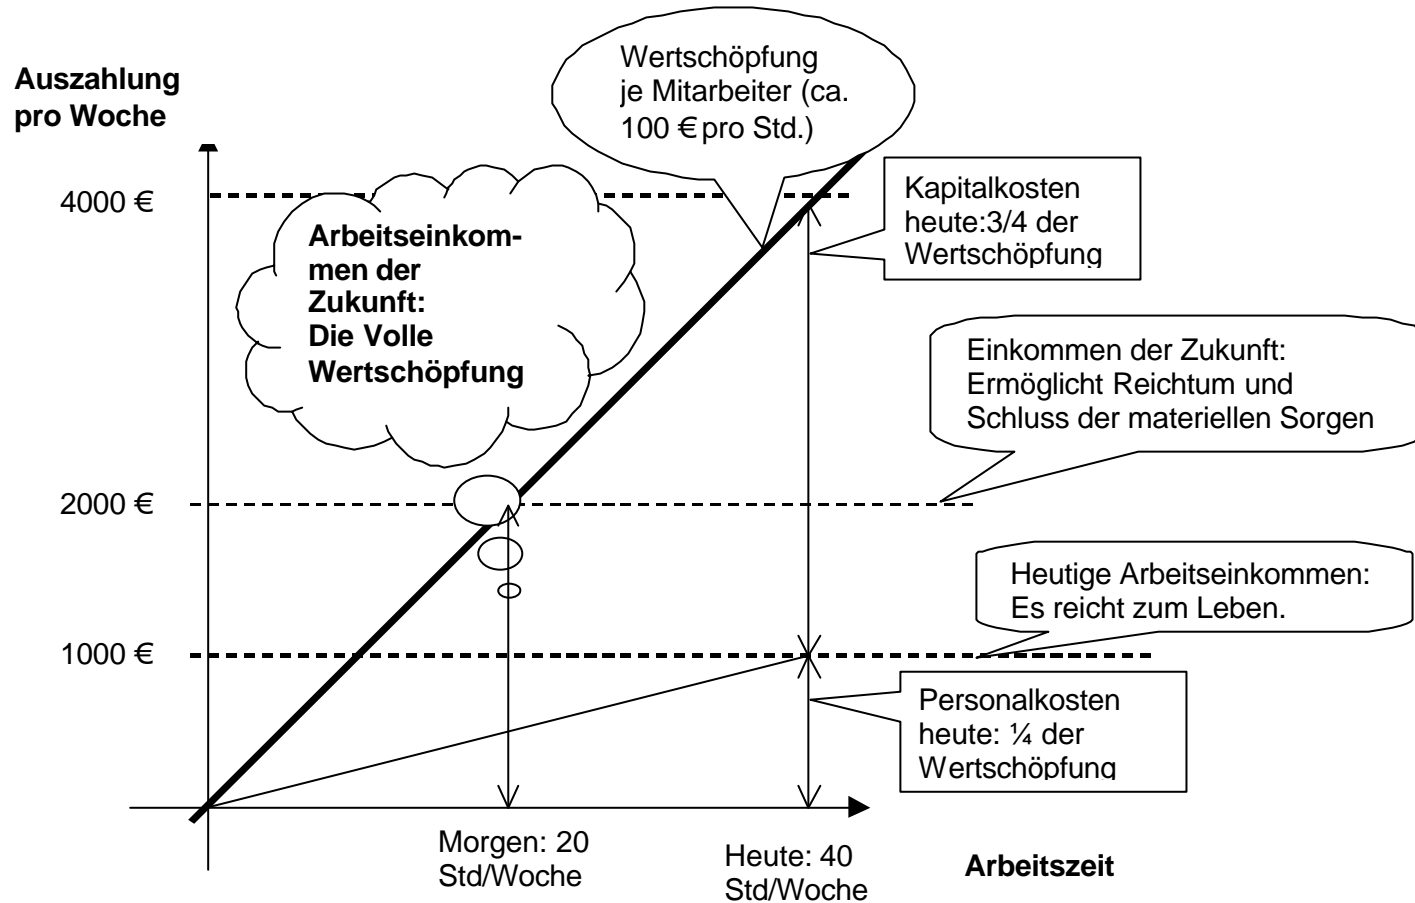 Auszahlung
pro Woche
Wertschöpfung
je Mitarbeiter (ca.
100 € pro Std.)
4000 €
Kapitalkosten
heute:3/4 der
Wertschöpfung
Arbeitseinkom-
men der
Zukunft:
Die Volle
Wertschöpfung
Einkommen der Zukunft:
Ermöglicht Reichtum und
Schluss der materiellen Sorgen
2000 €
Heutige Arbeitseinkommen:
Es reicht zum Leben.
1000 €
Personalkosten
heute: ¼ der
Wertschöpfung
Morgen: 20
Std/Woche
Heute: 40
Std/Woche
Arbeitszeit